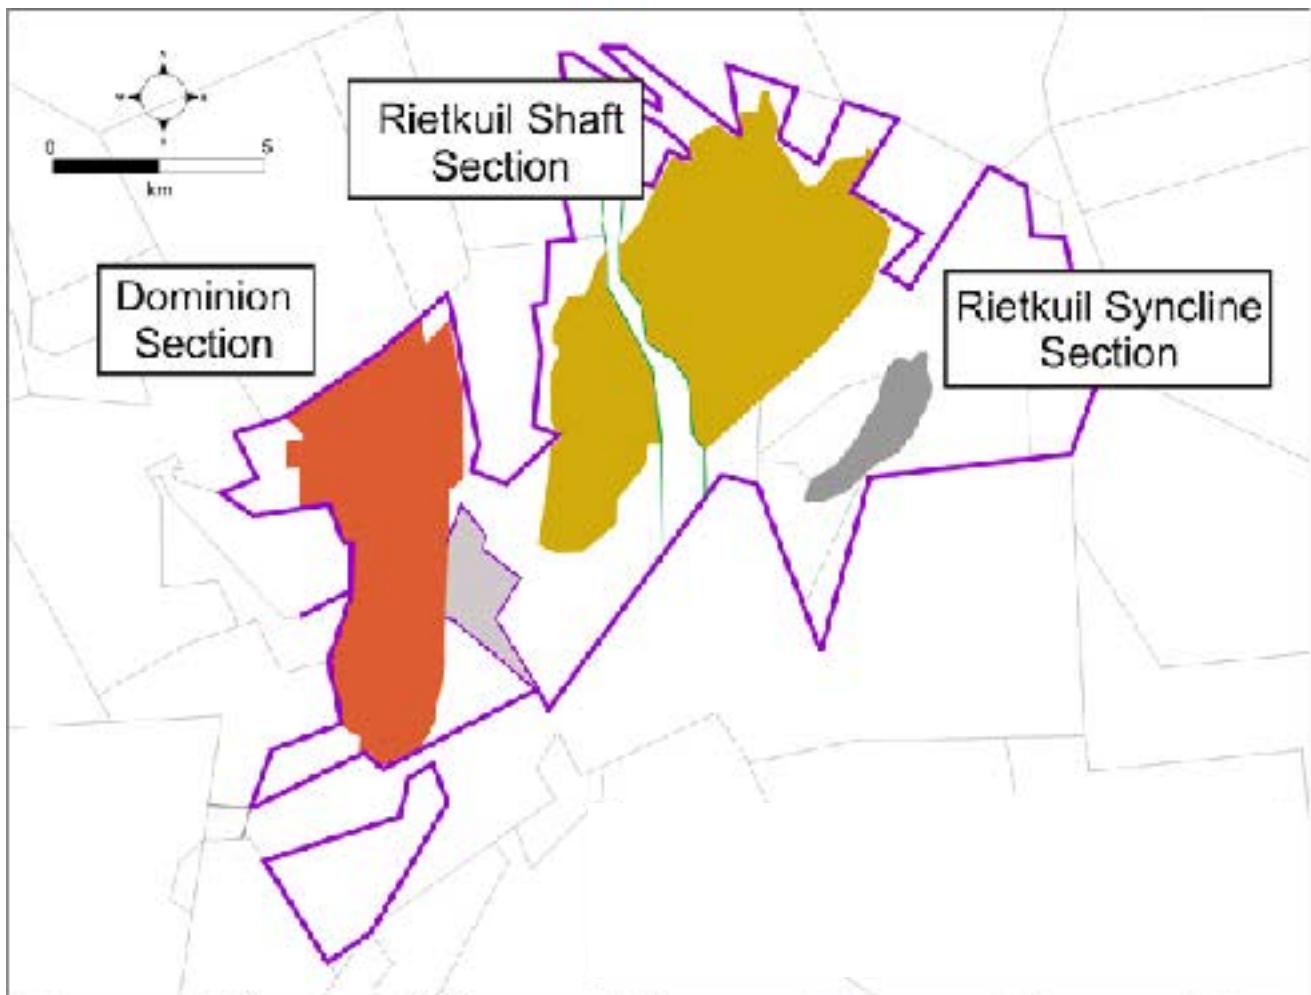 0 5
km
Rietkuil Shaft
Section
Dominion
Section
Rietkuil Syncline
Section